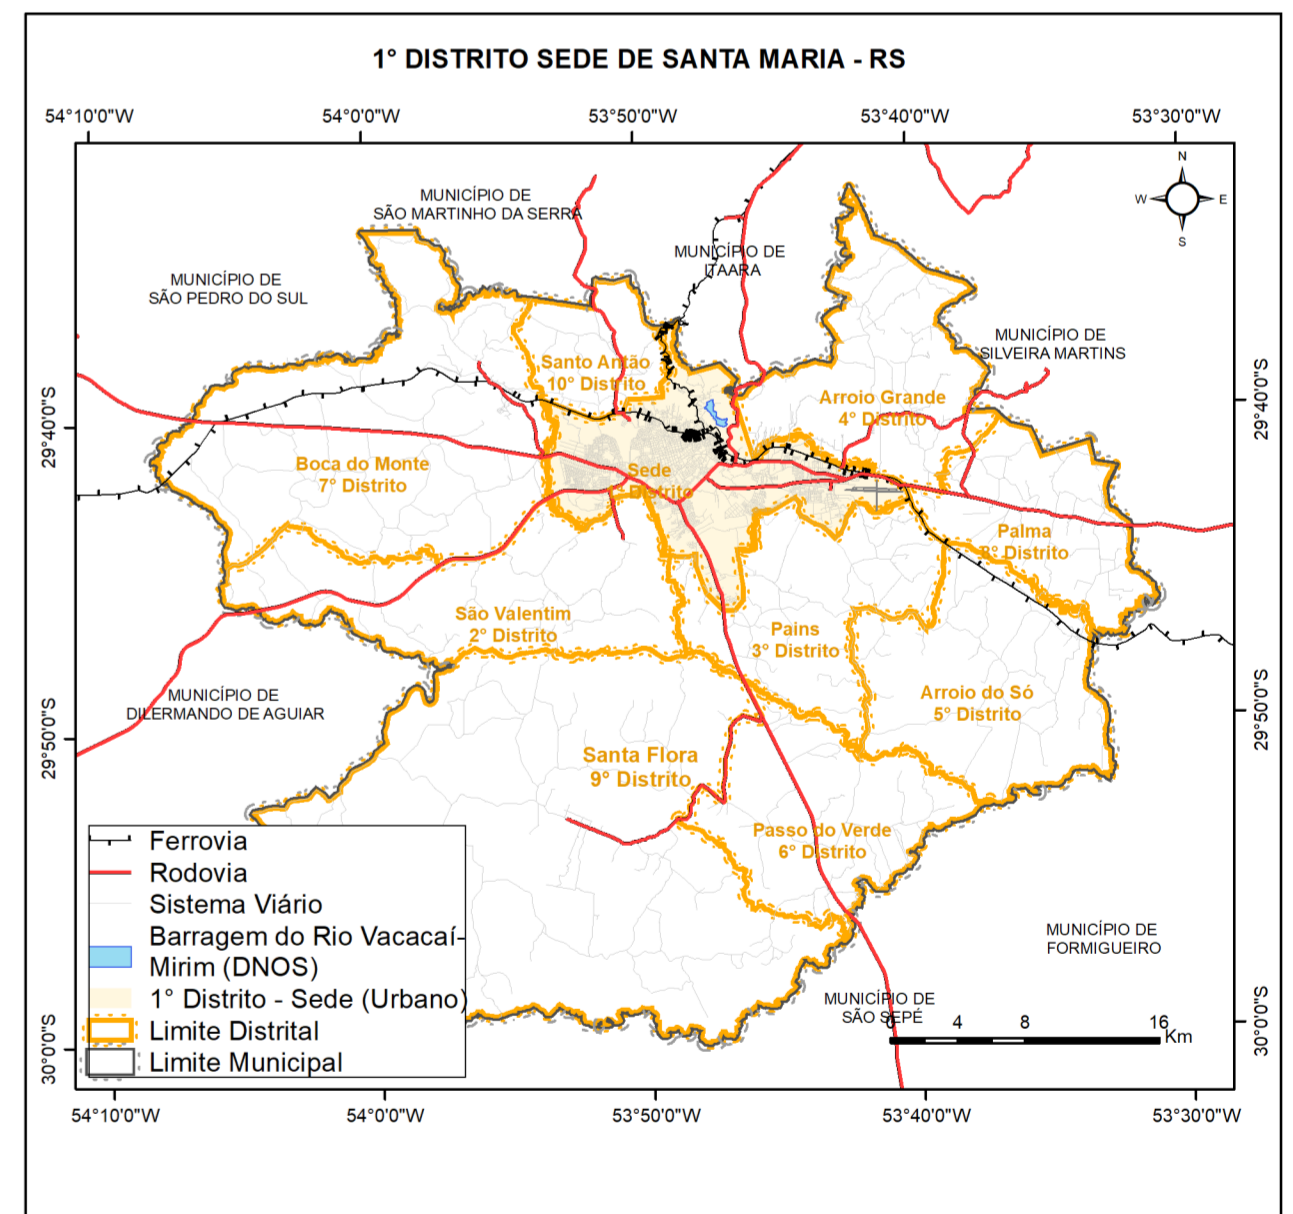 1° DISTRITO SEDE DE SANTA MARIA - RS
54°10'0"W
54°0'0"W
53°50'0"W
53°40'0"W
53°30'0"W
N
W
E
S
MUNICÍPIO DE
SÃO MARTINHO DA SERRA
MUNICÍPIO DE
ITAARA
MUNICÍPIO DE
SÃO PEDRO DO SUL
MUNICÍPIO DE
SILVEIRA MARTINS
Santo Antão
10° Distrito
Arroio Grande
4° Distrito
29°40'0"S
29°40'0"S
Boca do Monte
7° Distrito
Sede
Distrito
Palma
8° Distrito
São Valentim
2° Distrito
Pains
3° Distrito
Arroio do Só
5° Distrito
MUNICÍPIO DE
DILERMANDO DE AGUIAR
29°50'0"S
29°50'0"S
Santa Flora
9° Distrito
Passo do Verde
6° Distrito
MUNICÍPIO DE
FORMIGUEIRO
MUNICÍPIO DE
SÃO SEPÉ
0 4 8 16
Km
30°0'0"S
30°0'0"S
Ferrovia
Rodovia
Sistema Viário
Barragem do Rio Vacacaí-
Mirim (DNOS)
1° Distrito - Sede (Urbano)
Limite Distrital
Limite Municipal
54°10'0"W
54°0'0"W
53°50'0"W
53°40'0"W
53°30'0"W